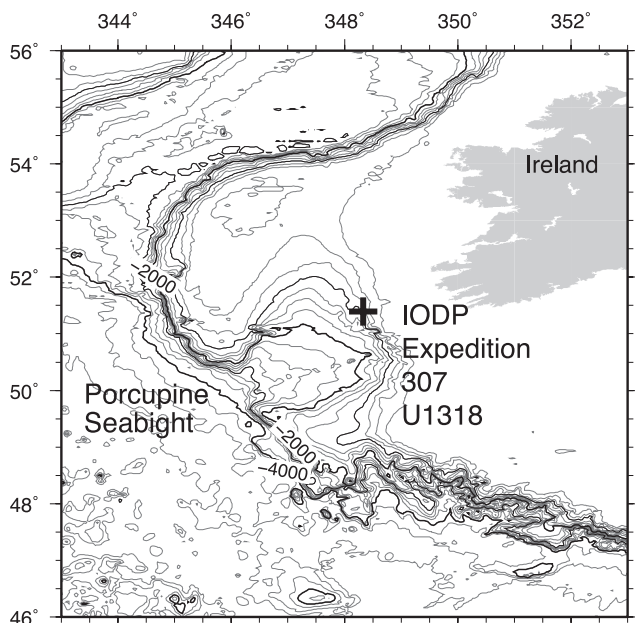 344° 346° 348° 350° 352°
56°
54°
Ireland
52°
−2000
IODP
Expedition
307
U1318
50°
Porcupine
Seabight
−2000
−4000
48°
46°